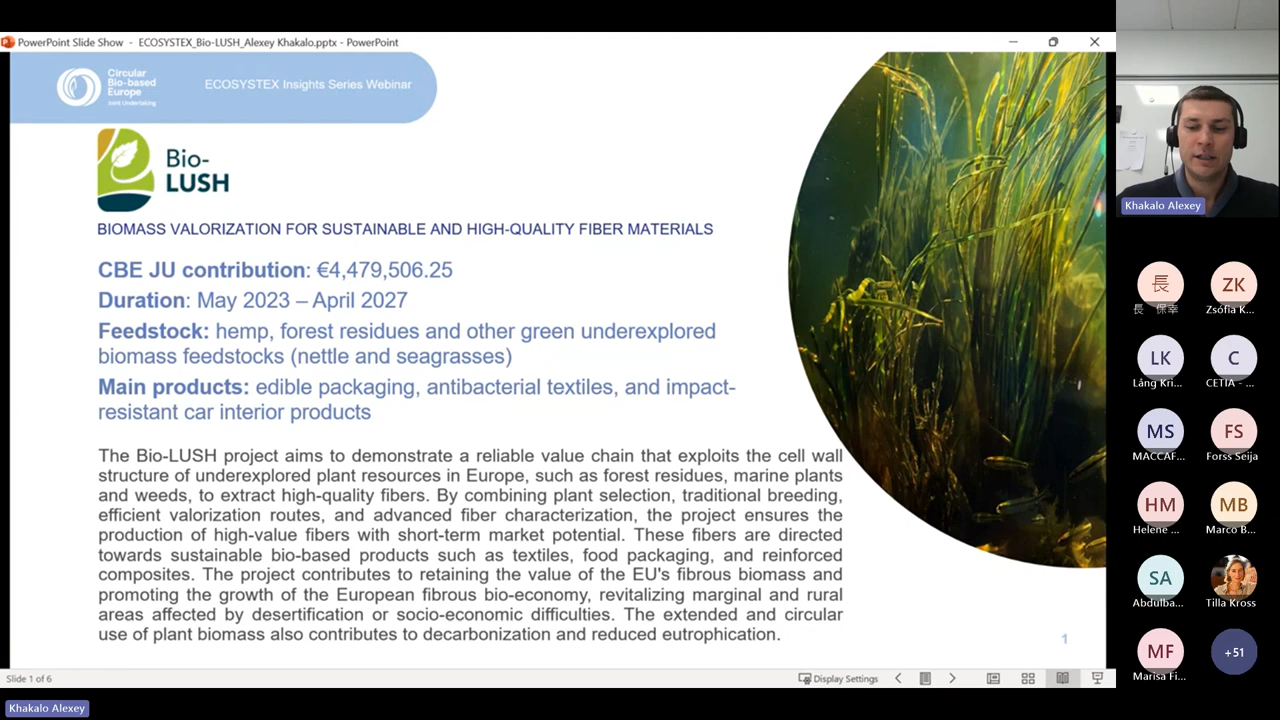 PowerPoint Slide Show - ECOSYSTEX_Bio-LUSH_Alexey Khakalo.pptx - PowerPoint
Circular
Bio-based
Europe
Joint Undertaking
ECOSYSTEX Insights Series Webinar
Bio-
LUSH
BIOMASS VALORIZATION FOR SUSTAINABLE AND HIGH-QUALITY FIBER MATERIALS
CBE JU contribution: €4,479,506.25
Duration: May 2023 – April 2027
Feedstock: hemp, forest residues and other green underexplored
biomass feedstocks (nettle and seagrasses)
Main products: edible packaging, antibacterial textiles, and impact-
resistant car interior products
The Bio-LUSH project aims to demonstrate a reliable value chain that exploits the cell wall
structure of underexplored plant resources in Europe, such as forest residues, marine plants
and weeds, to extract high-quality fibers. By combining plant selection, traditional breeding,
efficient valorization routes, and advanced fiber characterization, the project ensures the
production of high-value fibers with short-term market potential. These fibers are directed
towards sustainable bio-based products such as textiles, food packaging, and reinforced
composites. The project contributes to retaining the value of the EU's fibrous biomass and
promoting the growth of the European fibrous bio-economy, revitalizing marginal and rural
areas affected by desertification or socio-economic difficulties. The extended and circular
use of plant biomass also contributes to decarbonization and reduced eutrophication.
1
Slide 1 of 6
Display Settings
Khakalo Alexey
Khakalo Alexey
長
ZK
長 保幸
Zsófia K...
LK
C
Láng Kri...
CETIA - ...
MS
FS
MACCAF...
Forss Seija
HM
MB
Helene ...
Marco B...
SA
Abdulba...
Tilla Kross
MF
+51
Marisa Fi...